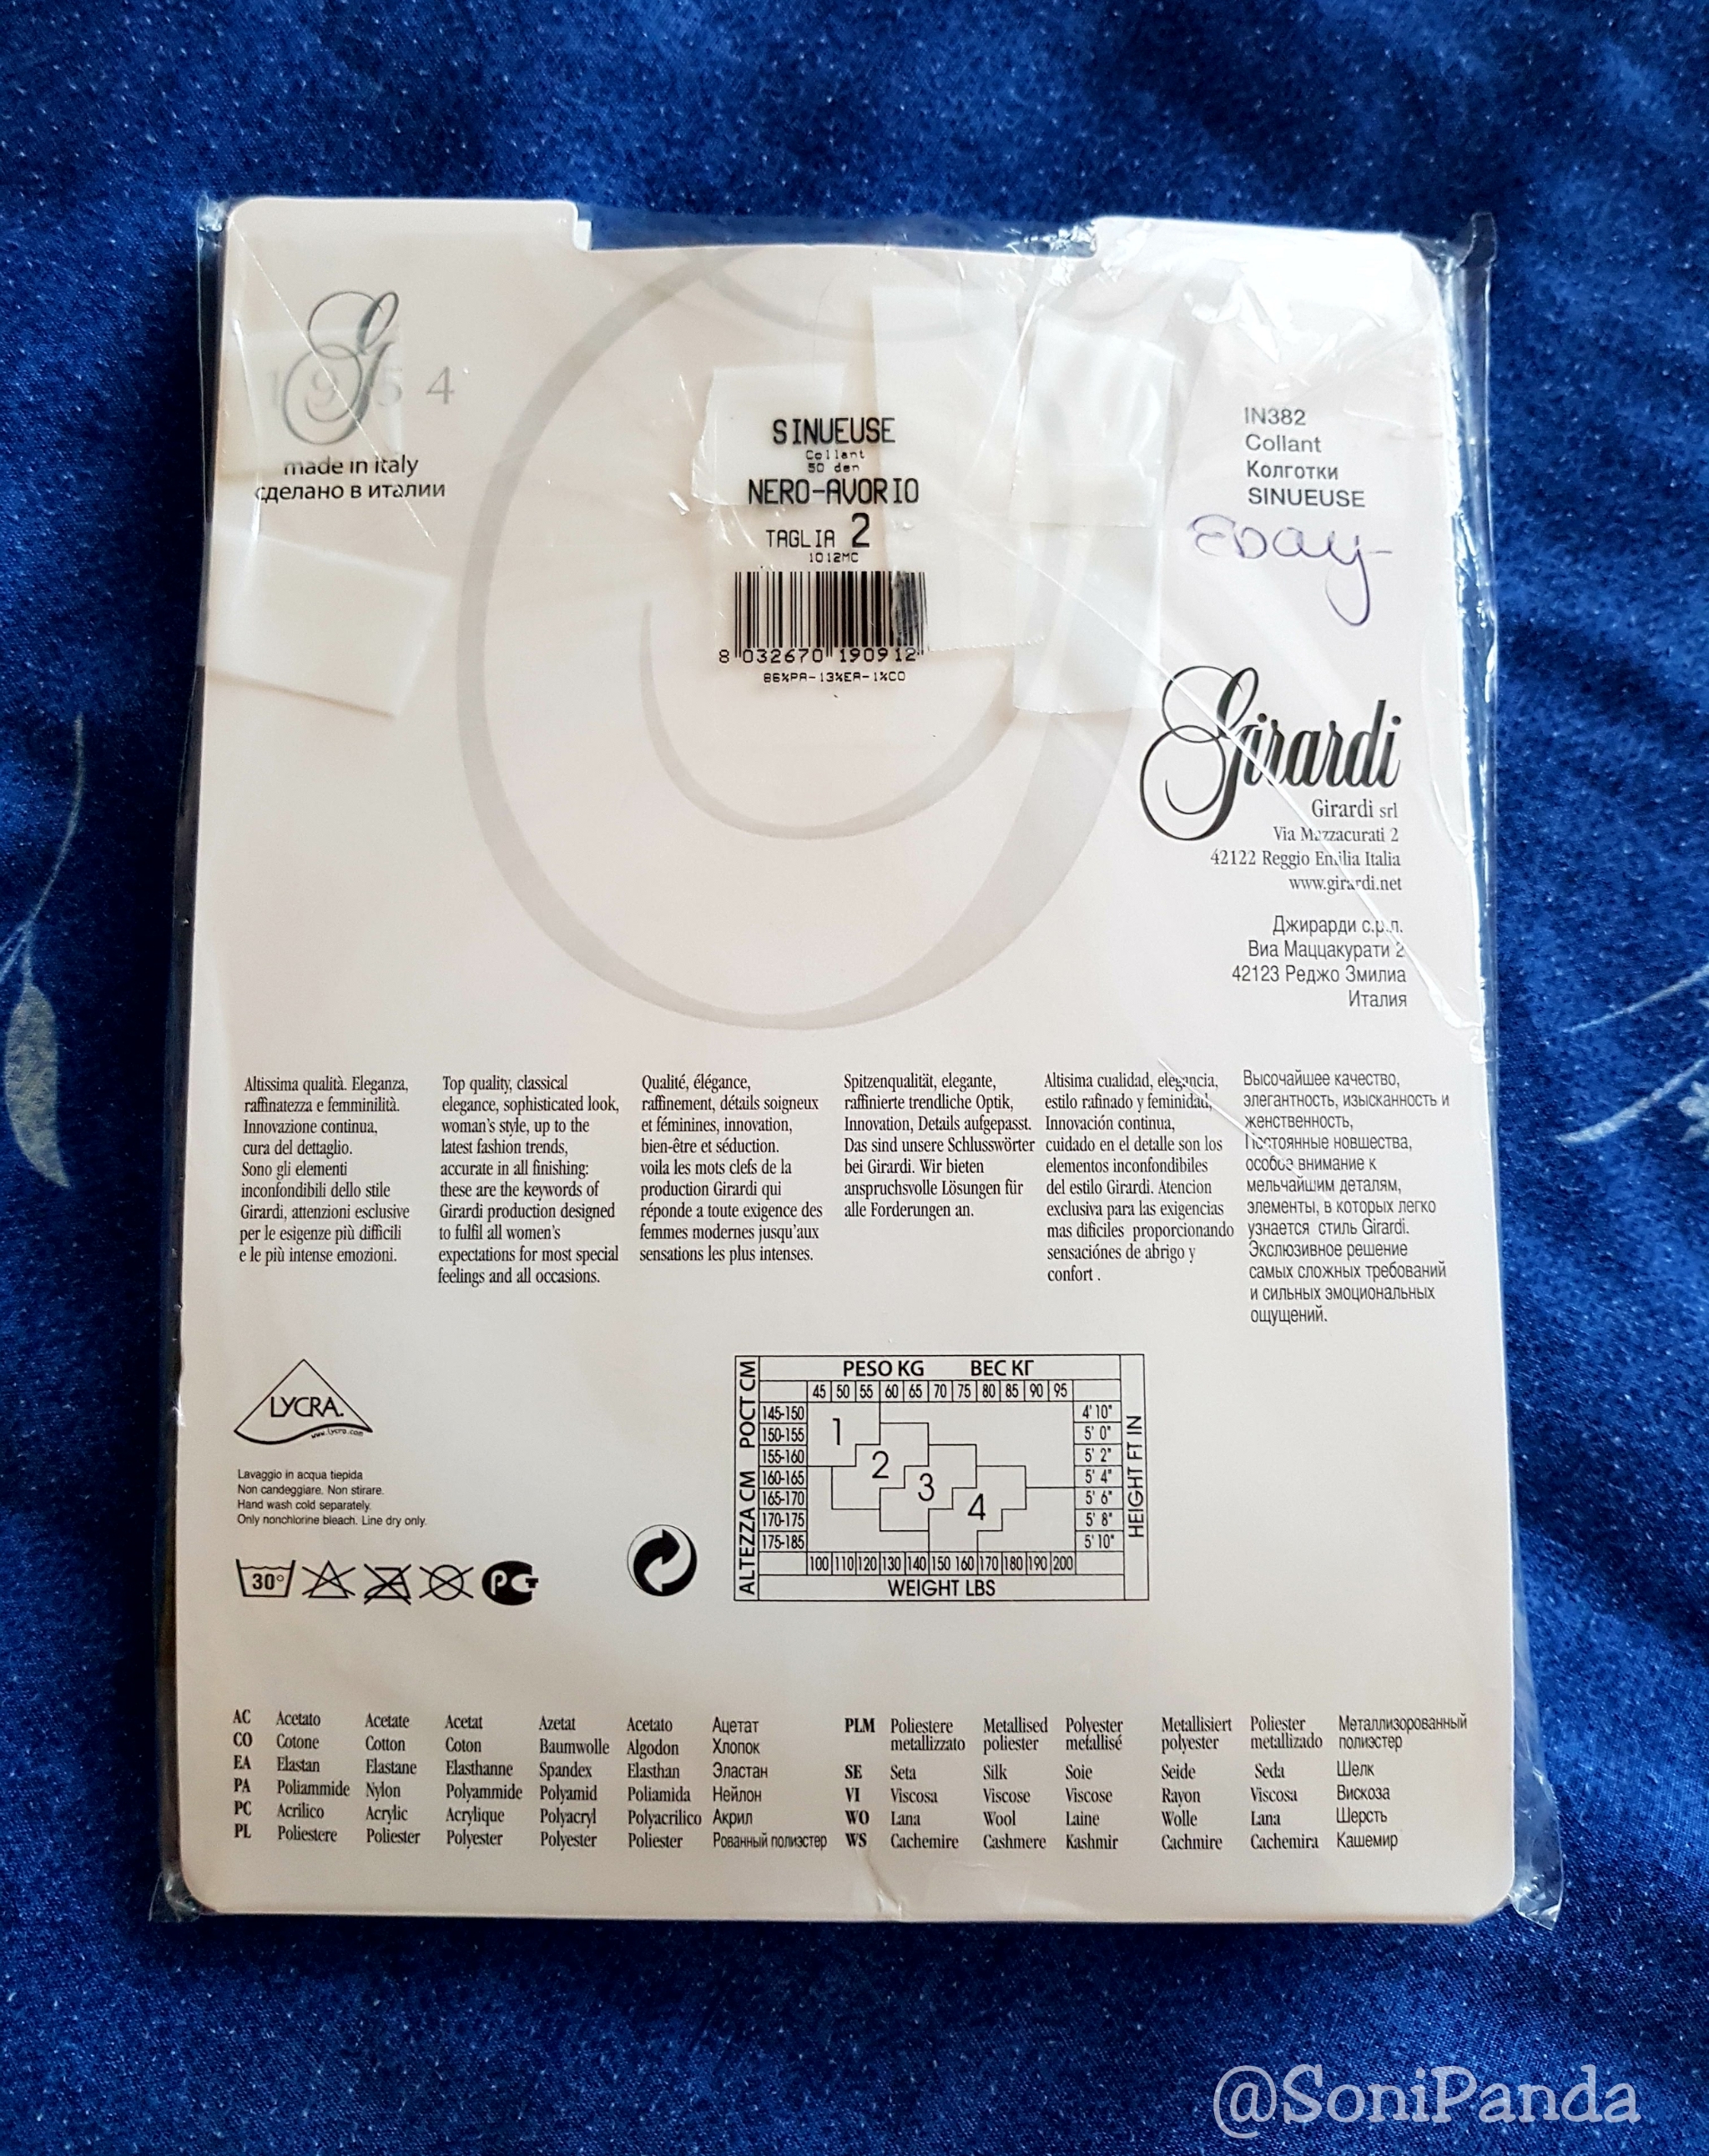 G
1954
made in italy
сделано в италии
SINUEUSE
Collant
50 den
NERO-AVORIO
TAGLIA 2
1012MC
8 032670 190912
86%PA-13%EA-1%CO
IN382
Collant
Колготки
SINUEUSE
EBay
Girardi
Girardi srl
Via Mazzacurati 2
42122 Reggio Emilia Italia
www.girardi.net
Джирарди с.р.л.
Виа Маццакурати 2
42123 Реджо Змилиа
Италия
Altissima qualità. Eleganza,
raffinatezza e femminilità.
Innovazione continua,
cura del dettaglio.
Sono gli elementi
inconfondibili dello stile
Girardi, attenzioni esclusive
per le esigenze più difficili
e le più intense emozioni.
Top quality, classical
elegance, sophisticated look,
woman's style, up to the
latest fashion trends,
accurate in all finishing:
these are the keywords of
Girardi production designed
to fulfil all women's
expectations for most special
feelings and all occasions.
Qualité, élégance,
raffinement, détails soigneux
et féminines, innovation,
bien-être et séduction.
voila les mots clefs de la
production Girardi qui
réponde a toute exigence des
femmes modernes jusqu'aux
sensations les plus intenses.
Spitzenqualität, elegante,
raffinierte trendliche Optik,
Innovation, Details aufgepasst.
Das sind unsere Schlusswörter
bei Girardi. Wir bieten
anspruchsvolle Lösungen für
alle Forderungen an.
Altisima cualidad, elegancia,
estilo rafinado y feminidad,
Innovación continua,
cuidado en el detalle son los
elementos inconfondibiles
del estilo Girardi. Atencion
exclusiva para las exigencias
mas dificiles proporcionando
sensaciónes de abrigo y
confort .
Высочайшее качество,
элегантность, изысканность и
женственность,
Постоянные новшества,
особое внимание к
мельчайшим деталям,
элементы, в которых легко
узнается стиль Girardi.
Экслюзивное решение
самых сложных требований
и сильных эмоциональных
ощущений.
LYCRA.
www.lycra.com
Lavaggio in acqua tiepida
Non candeggiare. Non stirare.
Hand wash cold separately.
Only nonchlorine bleach. Line dry only.
30°
РСТ
ALTEZZA CM РОСТ СМ
PESO KG ВЕС КГ
45 50 55 60 65 70 75 80 85 90 95
145-150 4' 10"
150-155 5' 0"
155-160 5' 2"
160-165 5' 4"
165-170 5' 6"
170-175 5' 8"
175-185 5' 10"
1
2
3
4
100 110 120 130 140 150 160 170 180 190 200
WEIGHT LBS
HEIGHT FT IN
AC Acetato Acetate Acetat Azetat Acetato Ацетат
CO Cotone Cotton Coton Baumwolle Algodon Хлопок
EA Elastan Elastane Elasthanne Spandex Elasthan Эластан
PA Poliammide Nylon Polyammide Polyamid Poliamida Нейлон
PC Acrilico Acrylic Acrylique Polyacryl Polyacrilico Акрил
PL Poliestere Poliester Polyester Polyester Poliester Рованный полиэстер
PLM Poliestere Metallised Polyester Metallisiert Poliester Металлизорованный
metallizzato poliester metallisé polyester metallizado полиэстер
SE Seta Silk Soie Seide Seda Шелк
VI Viscosa Viscose Viscose Rayon Viscosa Вискоза
WO Lana Wool Laine Wolle Lana Шерсть
WS Cachemire Cashmere Kashmir Cachmire Cachemira Кашемир
@SoniPanda